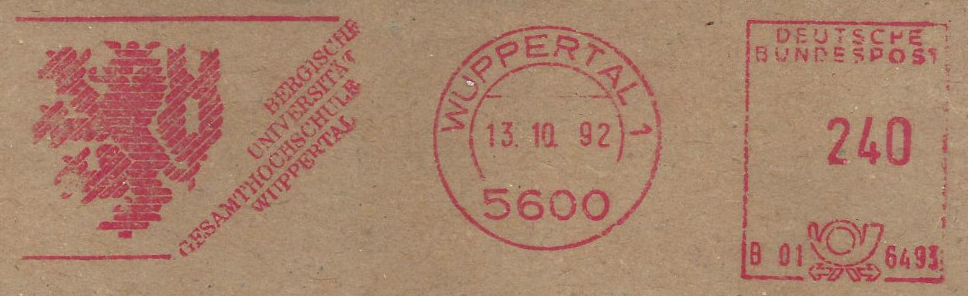 BERGISCHE
UNIVERSITÄT
GESAMTHOCHSCHULE
WUPPERTAL
WUPPERTAL 1
13. 10. 92
5600
DEUTSCHE
BUNDESPOST
240
B 01 6493